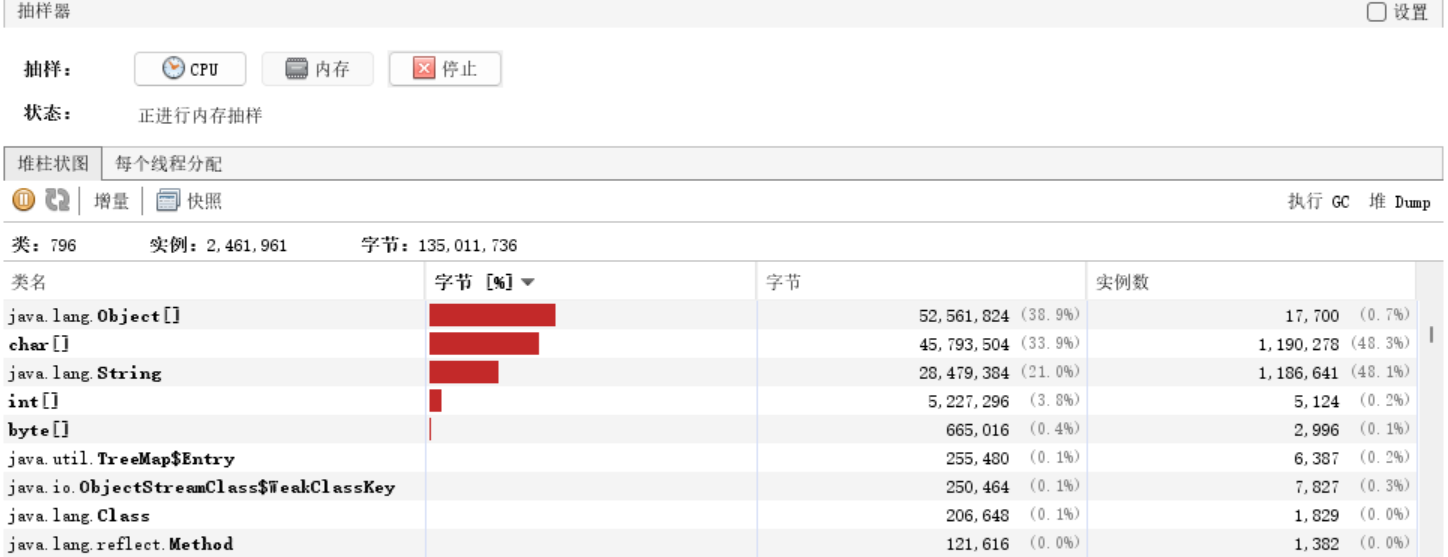 抽样器 设置
抽样： CPU 内存 停止
状态： 正进行内存抽样
堆柱状图 每个线程分配
增量 快照 执行 GC 堆 Dump
类：796 实例：2,461,961 字节：135,011,736
类名 字节 [%] 字节 实例数
java.lang.Object[] 52,561,824 (38.9%) 17,700 (0.7%)
char[] 45,793,504 (33.9%) 1,190,278 (48.3%)
java.lang.String 28,479,384 (21.0%) 1,186,641 (48.1%)
int[] 5,227,296 (3.8%) 5,124 (0.2%)
byte[] 665,016 (0.4%) 2,996 (0.1%)
java.util.TreeMap$Entry 255,480 (0.1%) 6,387 (0.2%)
java.io.ObjectStreamClass$WeakClassKey 250,464 (0.1%) 7,827 (0.3%)
java.lang.Class 206,648 (0.1%) 1,829 (0.0%)
java.lang.reflect.Method 121,616 (0.0%) 1,382 (0.0%)